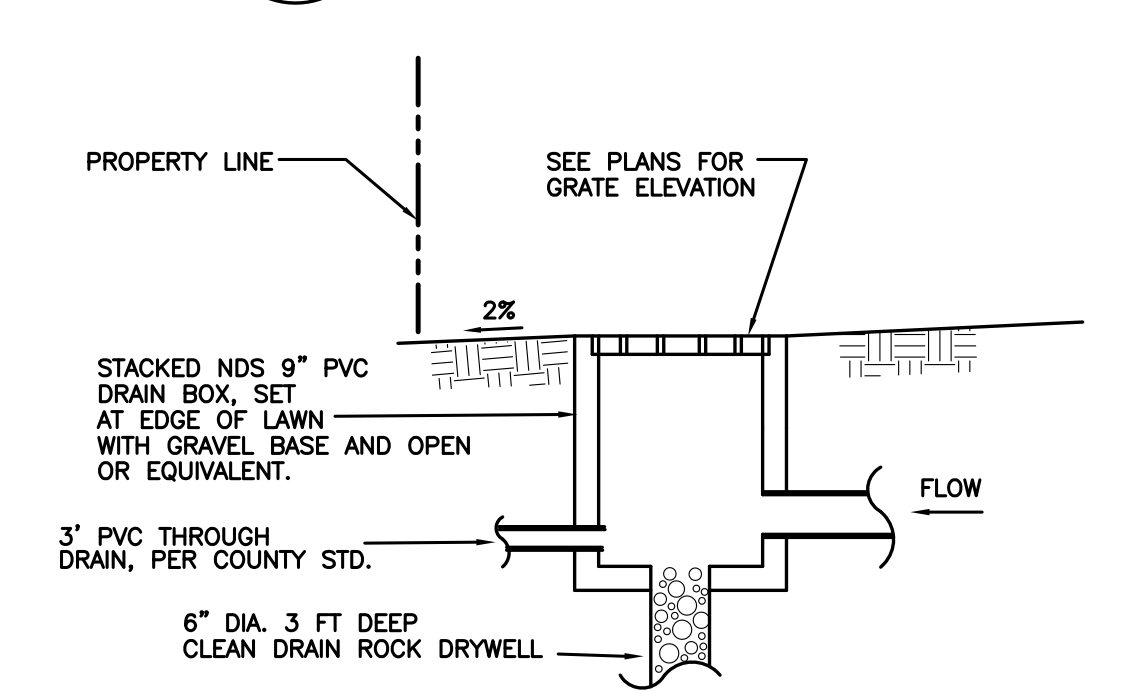 PROPERTY LINE
SEE PLANS FOR
GRATE ELEVATION
2%
STACKED NDS 9" PVC
DRAIN BOX, SET
AT EDGE OF LAWN
WITH GRAVEL BASE AND OPEN
OR EQUIVALENT.
FLOW
3' PVC THROUGH
DRAIN, PER COUNTY STD.
6" DIA. 3 FT DEEP
CLEAN DRAIN ROCK DRYWELL